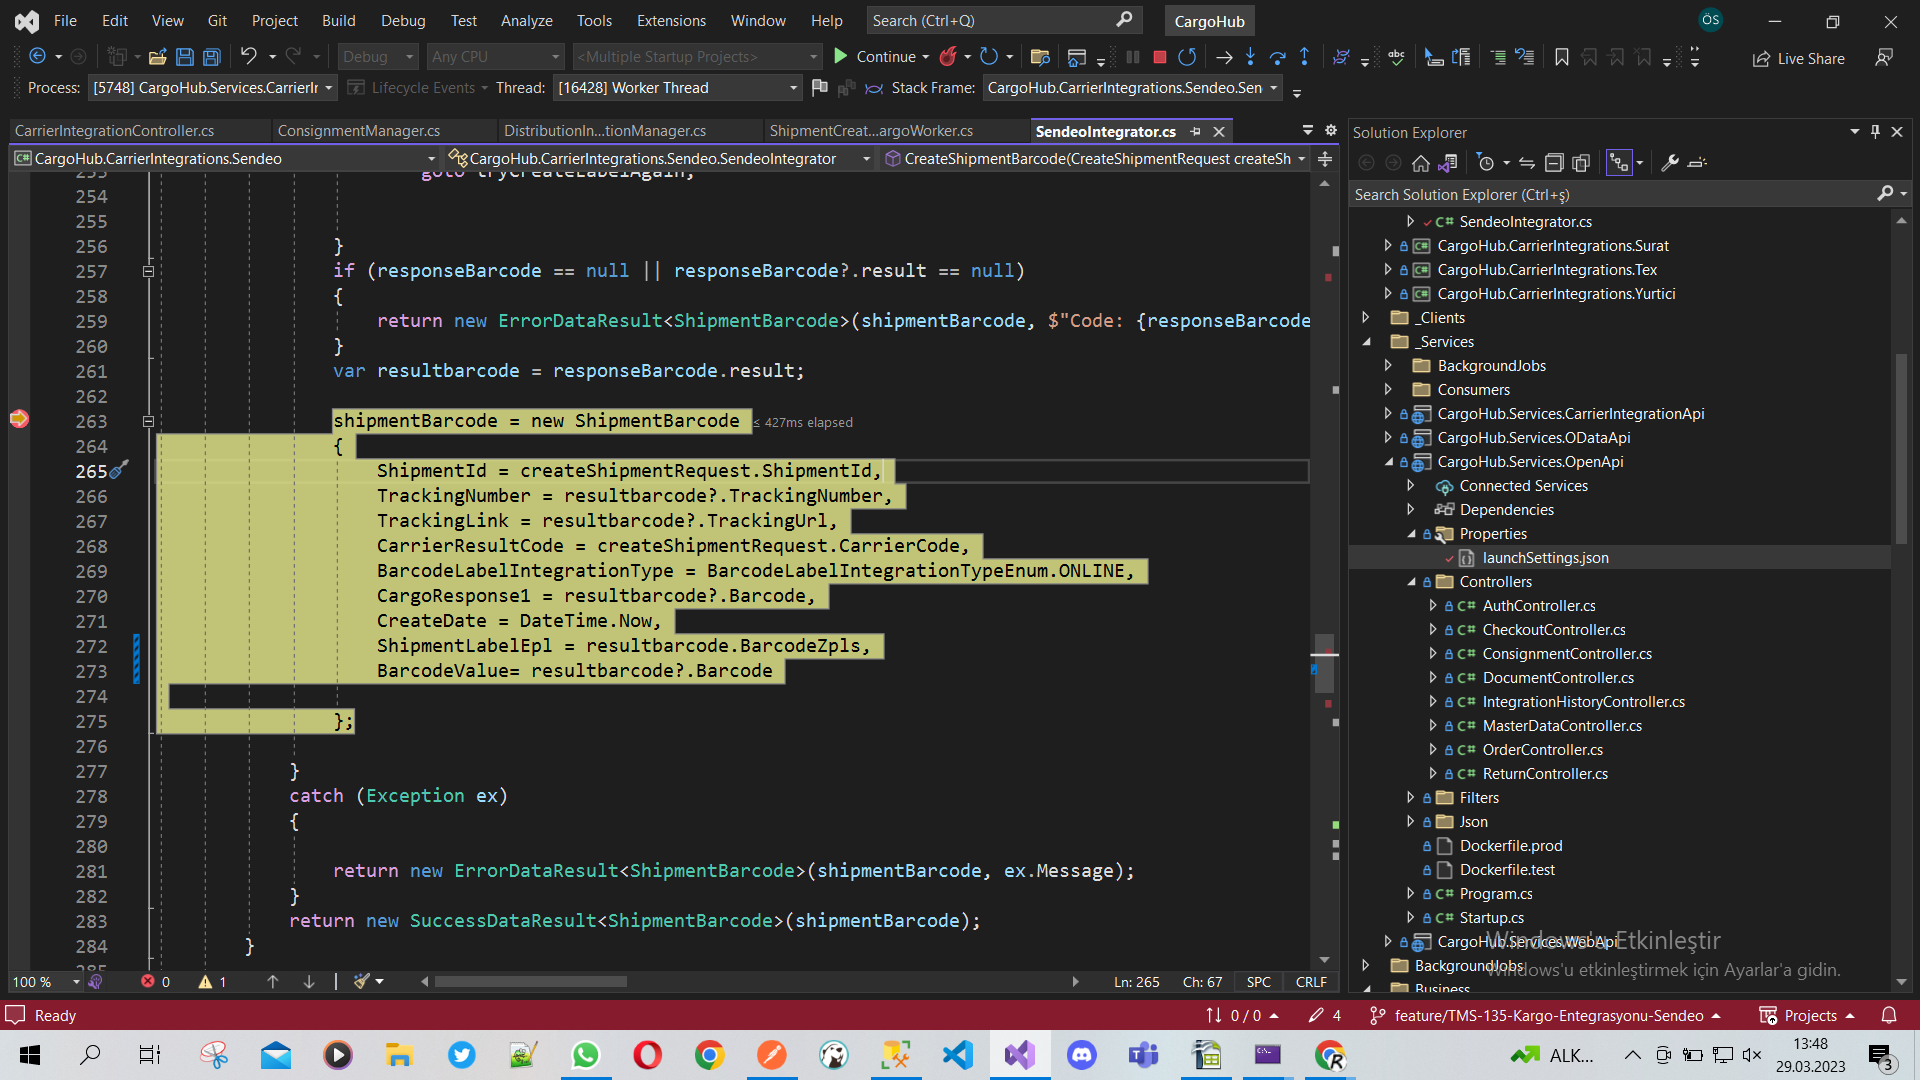 File Edit View Git Project Build Debug Test Analyze Tools Extensions Window Help Search (Ctrl+Q) CargoHub ÖS
Debug Any CPU <Multiple Startup Projects> Continue abc Live Share
Process: [5748] CargoHub.Services.CarrierIr Lifecycle Events Thread: [16428] Worker Thread Stack Frame: CargoHub.CarrierIntegrations.Sendeo.Sen
CarrierIntegrationController.cs ConsignmentManager.cs DistributionIn...tionManager.cs ShipmentCreat...argoWorker.cs SendeoIntegrator.cs
CargoHub.CarrierIntegrations.Sendeo CargoHub.CarrierIntegrations.Sendeo.SendeoIntegrator CreateShipmentBarcode(CreateShipmentRequest createSh
253 goto tryCreateLabelAgain;
254
255
256 }
257 if (responseBarcode == null || responseBarcode?.result == null)
258 {
259 return new ErrorDataResult<ShipmentBarcode>(shipmentBarcode, $"Code: {responseBarcode
260 }
261 var resultbarcode = responseBarcode.result;
262
263 shipmentBarcode = new ShipmentBarcode ≤ 427ms elapsed
264 {
265 ShipmentId = createShipmentRequest.ShipmentId,
266 TrackingNumber = resultbarcode?.TrackingNumber,
267 TrackingLink = resultbarcode?.TrackingUrl,
268 CarrierResultCode = createShipmentRequest.CarrierCode,
269 BarcodeLabelIntegrationType = BarcodeLabelIntegrationTypeEnum.ONLINE,
270 CargoResponse1 = resultbarcode?.Barcode,
271 CreateDate = DateTime.Now,
272 ShipmentLabelEpl = resultbarcode.BarcodeZpls,
273 BarcodeValue= resultbarcode?.Barcode
274
275 };
276
277 }
278 catch (Exception ex)
279 {
280
281 return new ErrorDataResult<ShipmentBarcode>(shipmentBarcode, ex.Message);
282 }
283 return new SuccessDataResult<ShipmentBarcode>(shipmentBarcode);
284 }
285
100 % 0 1 Ln: 265 Ch: 67 SPC CRLF
Solution Explorer
Search Solution Explorer (Ctrl+ş)
C# SendeoIntegrator.cs
CargoHub.CarrierIntegrations.Surat
CargoHub.CarrierIntegrations.Tex
CargoHub.CarrierIntegrations.Yurtici
_Clients
_Services
BackgroundJobs
Consumers
CargoHub.Services.CarrierIntegrationApi
CargoHub.Services.ODataApi
CargoHub.Services.OpenApi
Connected Services
Dependencies
Properties
launchSettings.json
Controllers
C# AuthController.cs
C# CheckoutController.cs
C# ConsignmentController.cs
C# DocumentController.cs
C# IntegrationHistoryController.cs
C# MasterDataController.cs
C# OrderController.cs
C# ReturnController.cs
Filters
Json
Dockerfile.prod
Dockerfile.test
C# Program.cs
C# Startup.cs
CargoHub.Services.WebApi
BackgroundJobs
Business
Windows'u Etkinleştir
Windows'u etkinleştirmek için Ayarlar'a gidin.
Ready 0 / 0 4 feature/TMS-135-Kargo-Entegrasyonu-Sendeo Projects
ALK... 13:48
29.03.2023 3